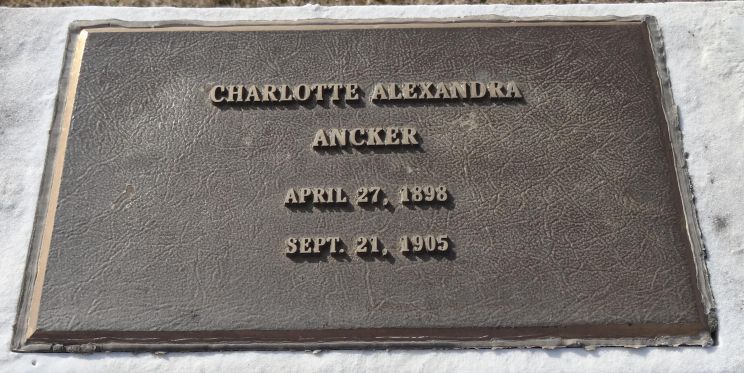 CHARLOTTE ALEXANDRA
ANCKER
APRIL 27, 1898
SEPT. 21, 1905